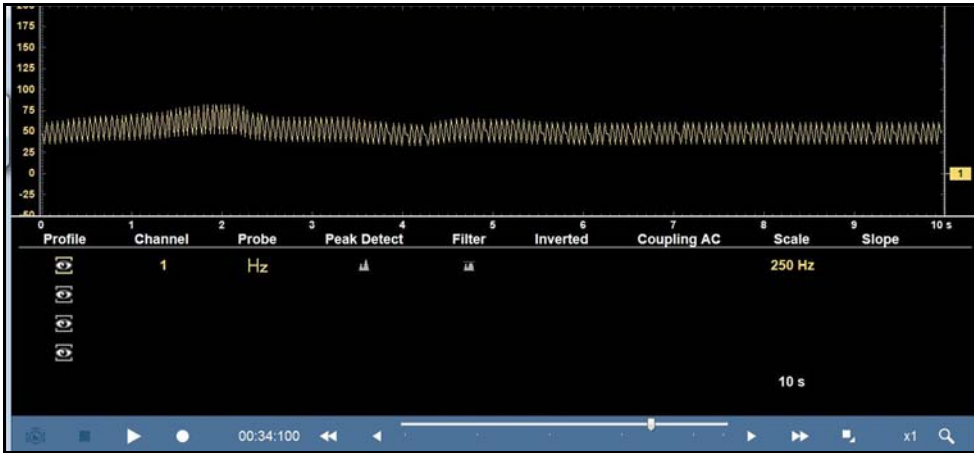 175
150
125
100
75
50
25
0
-25
1
0 1 2 3 4 5 6 7 8 9 10 s
Profile Channel Probe Peak Detect Filter Inverted Coupling AC Scale Slope
1 Hz 250 Hz
10 s
00:34:100 x1